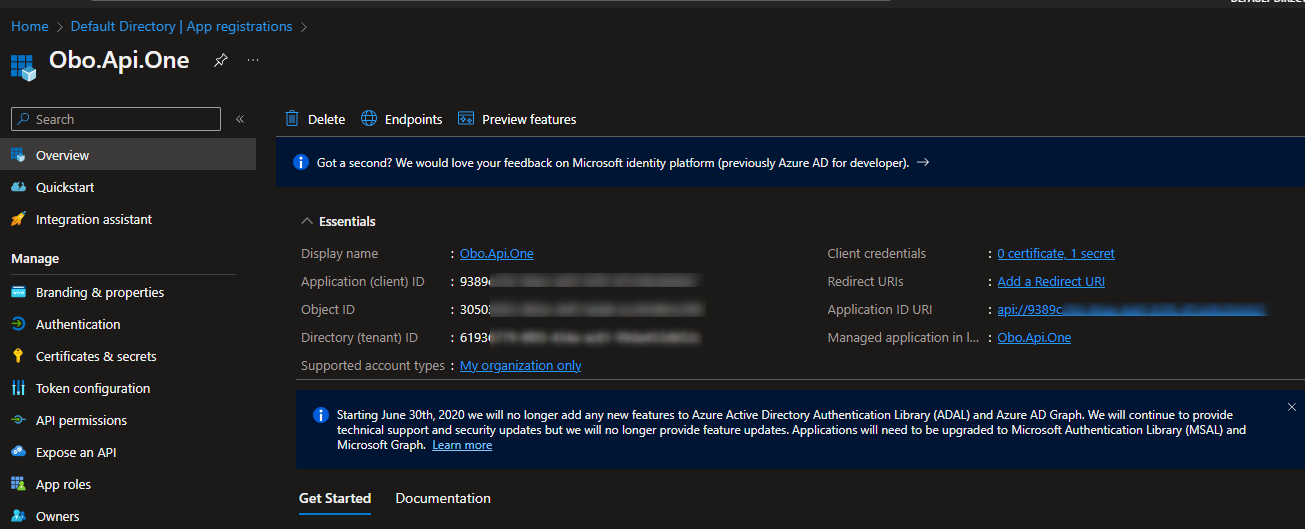 Home > Default Directory | App registrations >
Obo.Api.One
Search
Overview
Quickstart
Integration assistant
Manage
Branding & properties
Authentication
Certificates & secrets
Token configuration
API permissions
Expose an API
App roles
Owners
Delete Endpoints Preview features
Got a second? We would love your feedback on Microsoft identity platform (previously Azure AD for developer). →
Essentials
Display name : Obo.Api.One
Application (client) ID : 9389
Object ID : 3050
Directory (tenant) ID : 6193
Supported account types : My organization only
Client credentials : 0 certificate, 1 secret
Redirect URIs : Add a Redirect URI
Application ID URI : api://9389c
Managed application in l... : Obo.Api.One
Starting June 30th, 2020 we will no longer add any new features to Azure Active Directory Authentication Library (ADAL) and Azure AD Graph. We will continue to provide
technical support and security updates but we will no longer provide feature updates. Applications will need to be upgraded to Microsoft Authentication Library (MSAL) and
Microsoft Graph. Learn more
Get Started Documentation